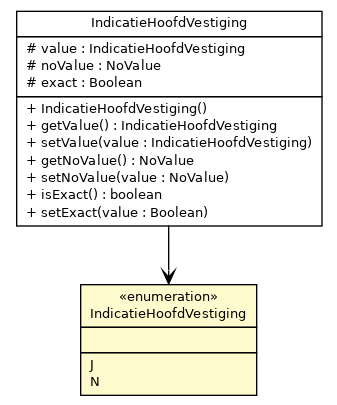 IndicatieHoofdVestiging
# value : IndicatieHoofdVestiging
# noValue : NoValue
# exact : Boolean
+ IndicatieHoofdVestiging()
+ getValue() : IndicatieHoofdVestiging
+ setValue(value : IndicatieHoofdVestiging)
+ getNoValue() : NoValue
+ setNoValue(value : NoValue)
+ isExact() : boolean
+ setExact(value : Boolean)
«enumeration»
IndicatieHoofdVestiging
J
N